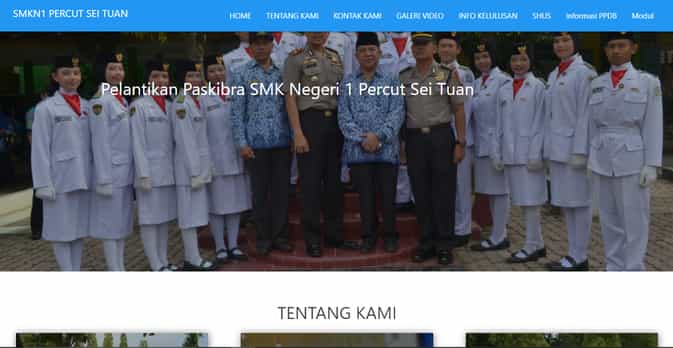 SMKN1 PERCUT SEI TUAN
HOME TENTANG KAMI KONTAK KAMI GALERI VIDEO INFO KELULUSAN SHUS Informasi PPDB Modul
Pelantikan Paskibra SMK Negeri 1 Percut Sei Tuan
TENTANG KAMI